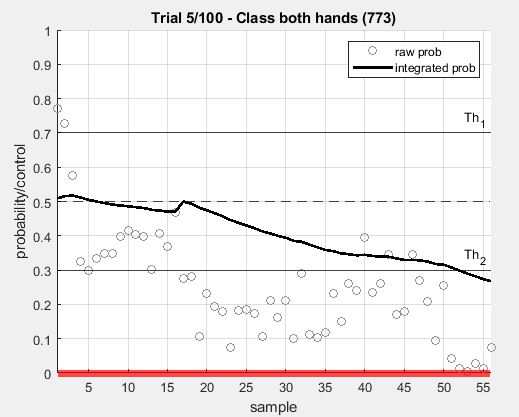 Trial 5/100 - Class both hands (773)
raw prob
integrated prob
Th1
Th2
probability/control
1
0.9
0.8
0.7
0.6
0.5
0.4
0.3
0.2
0.1
0
5 10 15 20 25 30 35 40 45 50 55
sample